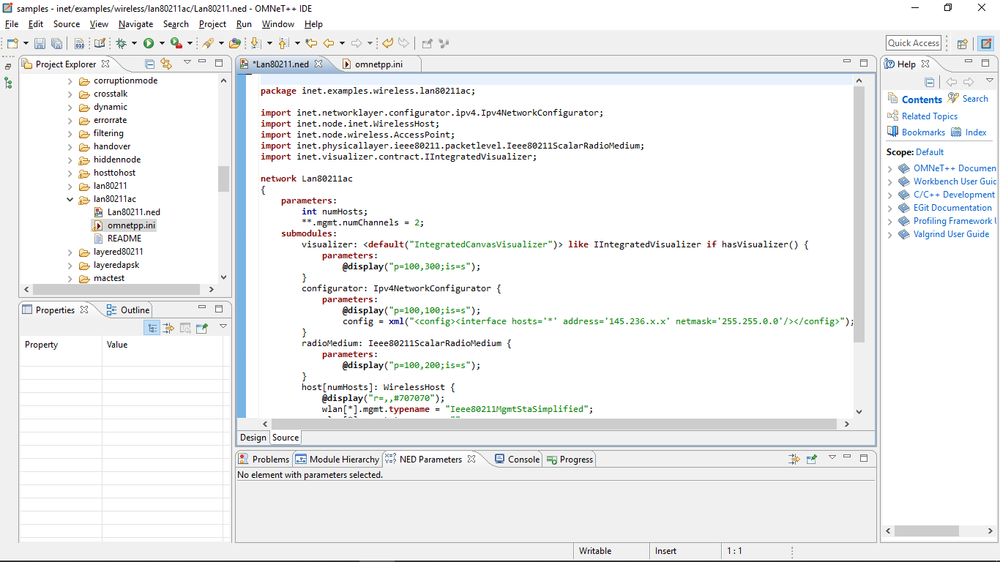 samples - inet/examples/wireless/lan80211ac/Lan80211.ned - OMNeT++ IDE
File Edit Source View Navigate Search Project Run Window Help
Quick Access
Project Explorer
corruptionmode
crosstalk
dynamic
errorrate
filtering
handover
hiddennode
hosttohost
lan80211
lan80211ac
Lan80211.ned
omnetpp.ini
README
layered80211
layeredapsk
mactest
Properties Outline
Property Value
*Lan80211.ned omnetpp.ini
package inet.examples.wireless.lan80211ac;
import inet.networklayer.configurator.ipv4.Ipv4NetworkConfigurator;
import inet.node.inet.WirelessHost;
import inet.node.wireless.AccessPoint;
import inet.physicallayer.ieee80211.packetlevel.Ieee80211ScalarRadioMedium;
import inet.visualizer.contract.IIntegratedVisualizer;
network Lan80211ac
{
parameters:
int numHosts;
**.mgmt.numChannels = 2;
submodules:
visualizer: <default("IntegratedCanvasVisualizer")> like IIntegratedVisualizer if hasVisualizer() {
parameters:
@display("p=100,300;is=s");
}
configurator: Ipv4NetworkConfigurator {
parameters:
@display("p=100,100;is=s");
config = xml("<config><interface hosts='*' address='145.236.x.x' netmask='255.255.0.0'/></config>");
}
radioMedium: Ieee80211ScalarRadioMedium {
parameters:
@display("p=100,200;is=s");
}
host[numHosts]: WirelessHost {
@display("r=,,#707070");
wlan[*].mgmt.typename = "Ieee80211MgmtStaSimplified";
Design Source
Problems Module Hierarchy NED Parameters Console Progress
No element with parameters selected.
Help
Contents Search
Related Topics
Bookmarks Index
Scope: Default
OMNeT++ Documen
Workbench User Guid
C/C++ Development
EGit Documentation
Profiling Framework U
Valgrind User Guide
Writable Insert 1 : 1